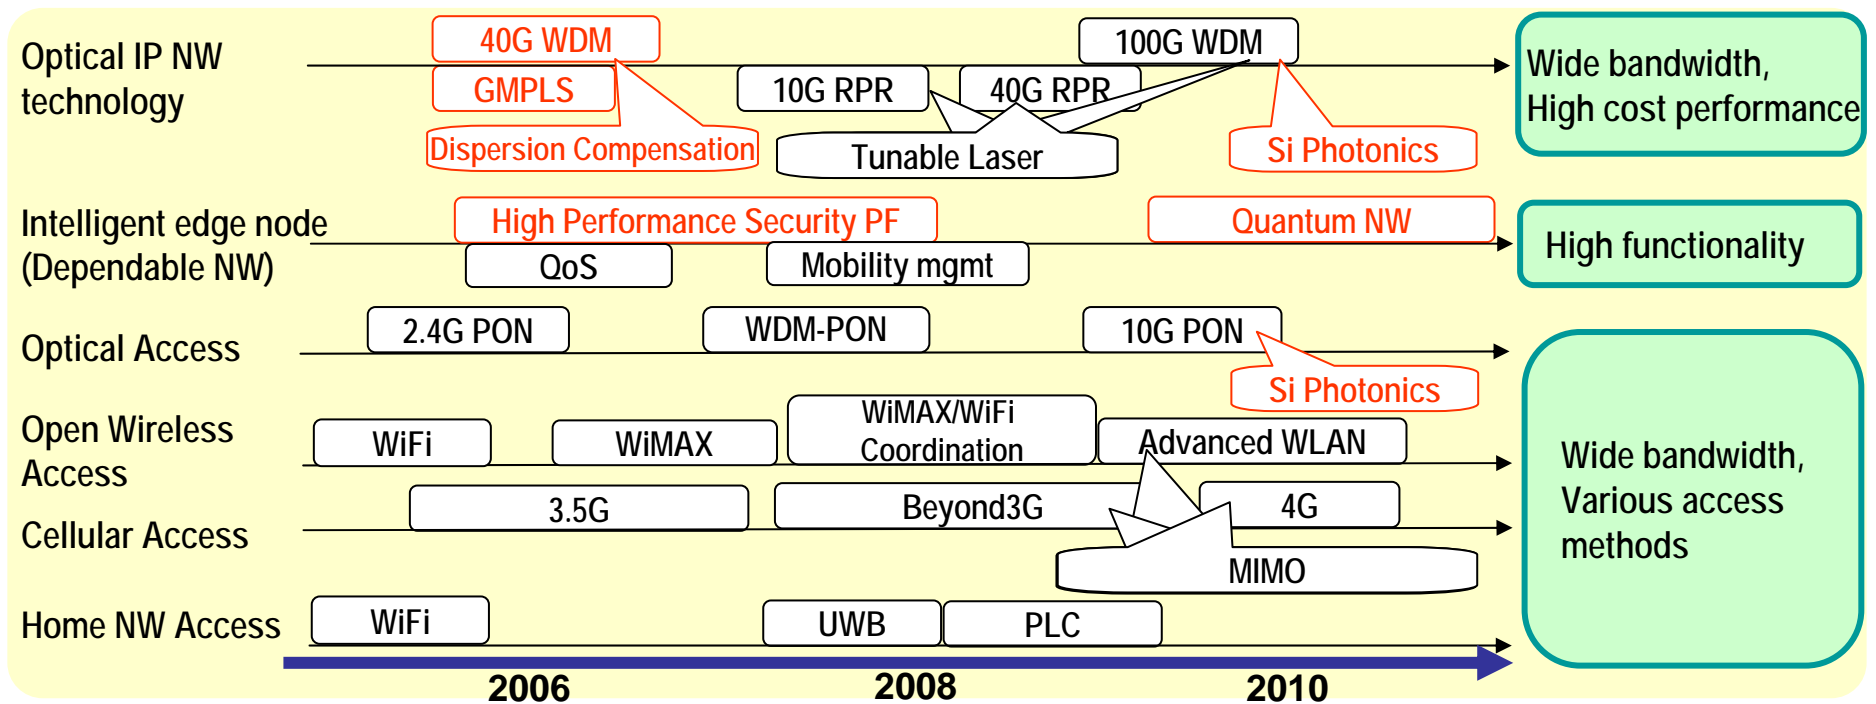 Optical IP NW
technology
40G WDM
GMPLS
Dispersion Compensation
10G RPR
40G RPR
Tunable Laser
100G WDM
Si Photonics
Wide bandwidth,
High cost performance
Intelligent edge node
(Dependable NW)
High Performance Security PF
QoS
Mobility mgmt
Quantum NW
High functionality
Optical Access
2.4G PON
WDM-PON
10G PON
Si Photonics
Open Wireless
Access
WiFi
WiMAX
WiMAX/WiFi
Coordination
Advanced WLAN
Cellular Access
3.5G
Beyond3G
4G
MIMO
Home NW Access
WiFi
UWB
PLC
Wide bandwidth,
Various access
methods
2006
2008
2010